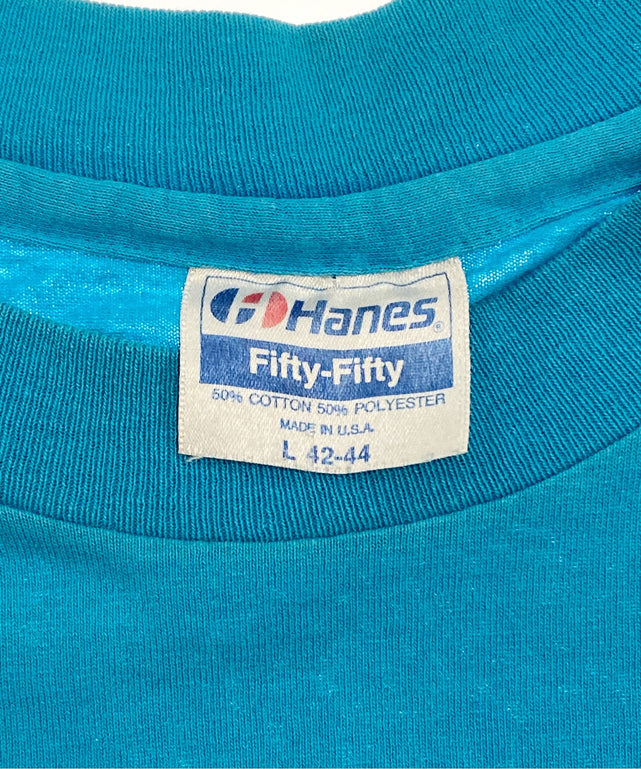 Hanes®
Fifty-Fifty
50% COTTON 50% POLYESTER
MADE IN U.S.A.
L 42-44